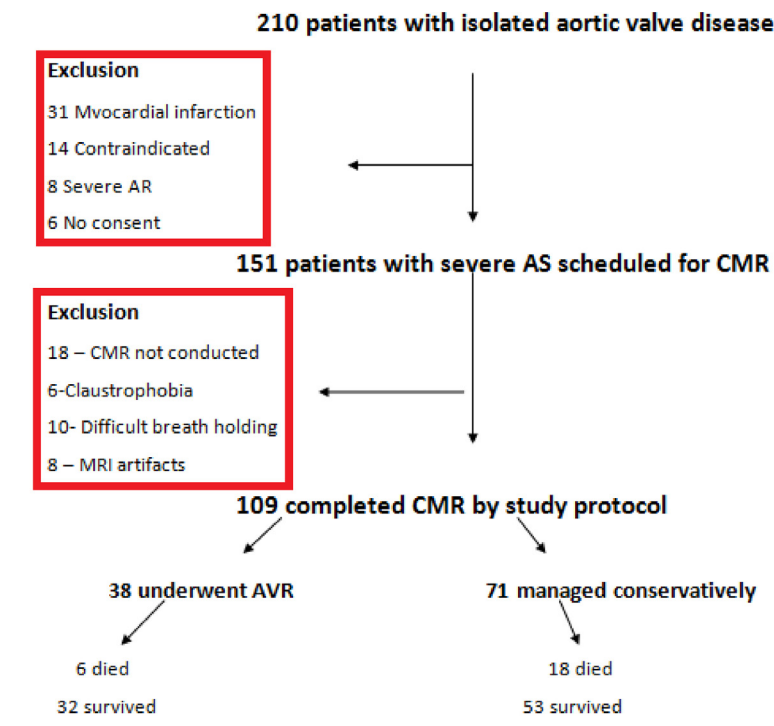 210 patients with isolated aortic valve disease
Exclusion
31 Mvocardial infarction
14 Contraindicated
8 Severe AR
6 No consent
151 patients with severe AS scheduled for CMR
Exclusion
18 – CMR not conducted
6-Claustrophobia
10- Difficult breath holding
8 – MRI artifacts
109 completed CMR by study protocol
38 underwent AVR
71 managed conservatively
6 died
18 died
32 survived
53 survived